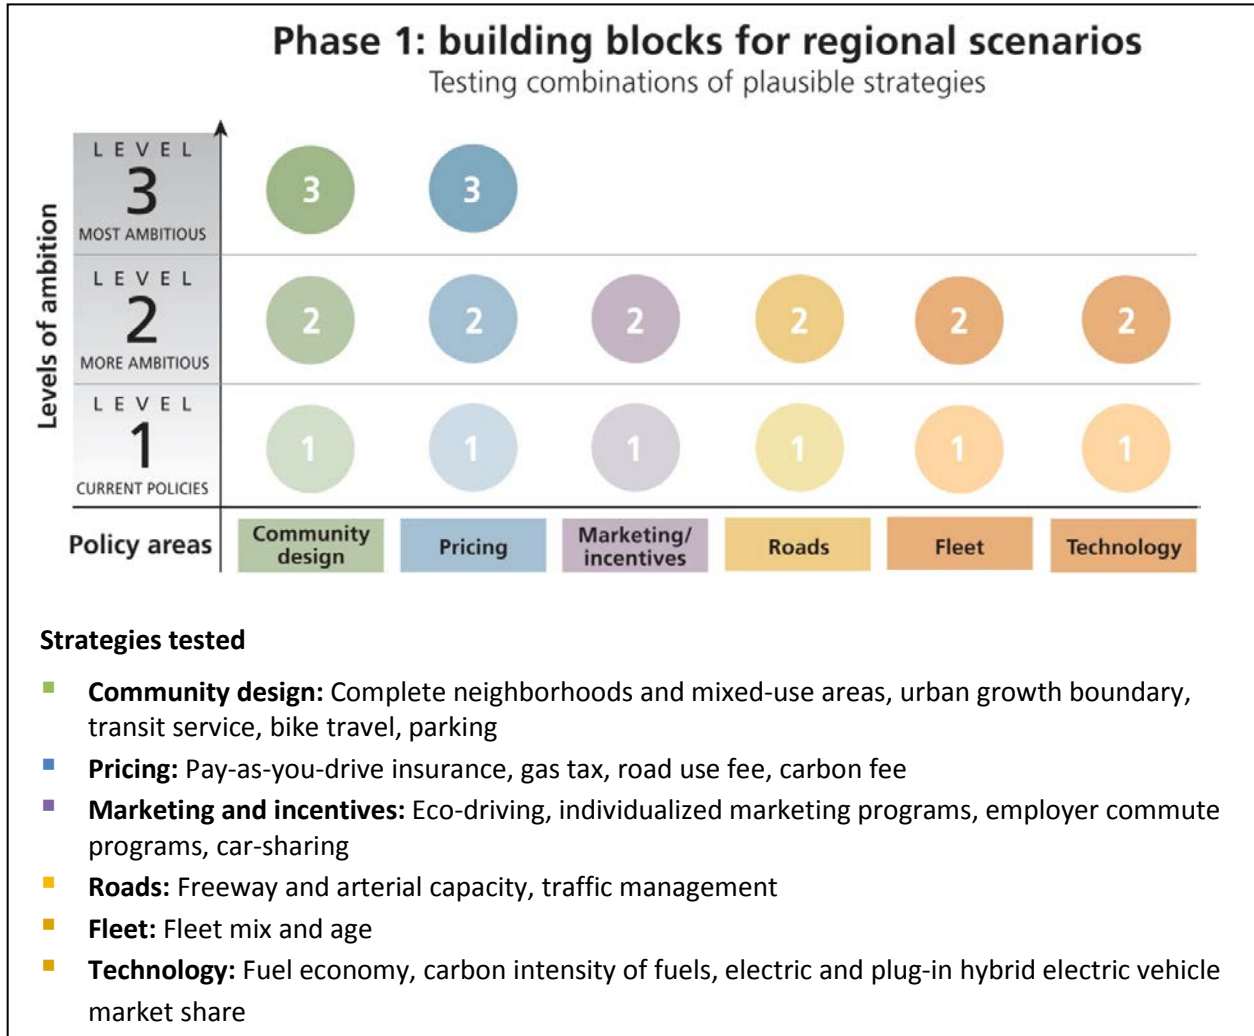 Phase 1: building blocks for regional scenarios
Testing combinations of plausible strategies
Levels of ambition
LEVEL
3
MOST AMBITIOUS
3 3
LEVEL
2
MORE AMBITIOUS
2 2 2 2 2 2
LEVEL
1
CURRENT POLICIES
1 1 1 1 1 1
Policy areas
Community
design
Pricing
Marketing/
incentives
Roads
Fleet
Technology
Strategies tested
Community design: Complete neighborhoods and mixed-use areas, urban growth boundary,
transit service, bike travel, parking
Pricing: Pay-as-you-drive insurance, gas tax, road use fee, carbon fee
Marketing and incentives: Eco-driving, individualized marketing programs, employer commute
programs, car-sharing
Roads: Freeway and arterial capacity, traffic management
Fleet: Fleet mix and age
Technology: Fuel economy, carbon intensity of fuels, electric and plug-in hybrid electric vehicle
market share